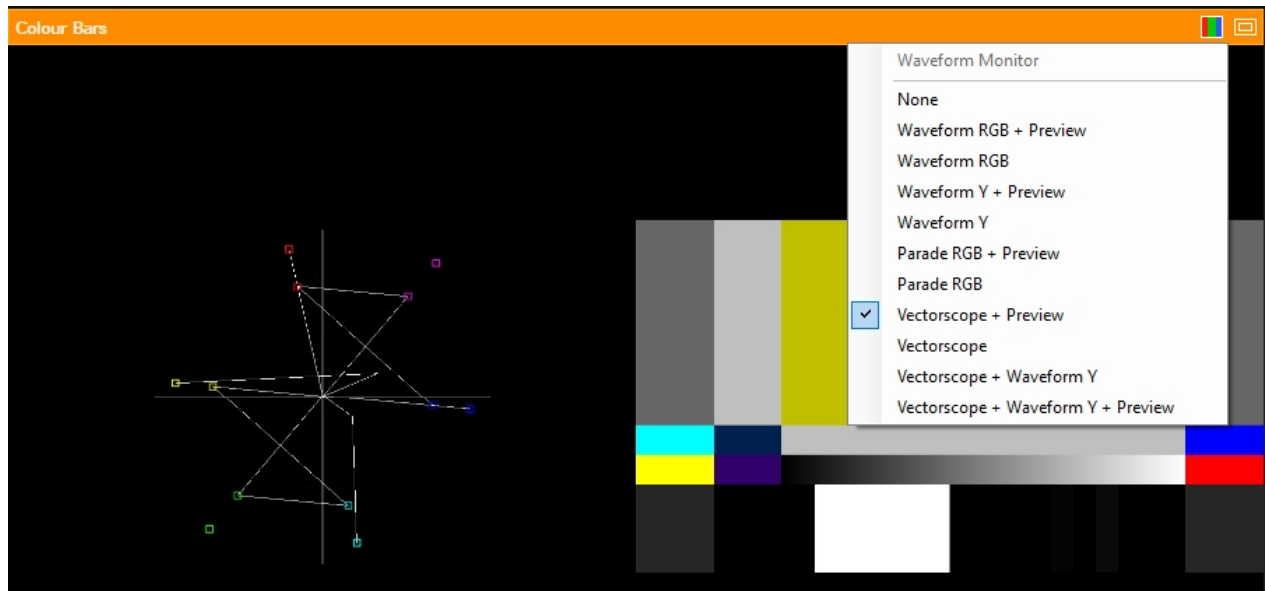 Colour Bars
Waveform Monitor
None
Waveform RGB + Preview
Waveform RGB
Waveform Y + Preview
Waveform Y
Parade RGB + Preview
Parade RGB
Vectorscope + Preview
Vectorscope
Vectorscope + Waveform Y
Vectorscope + Waveform Y + Preview